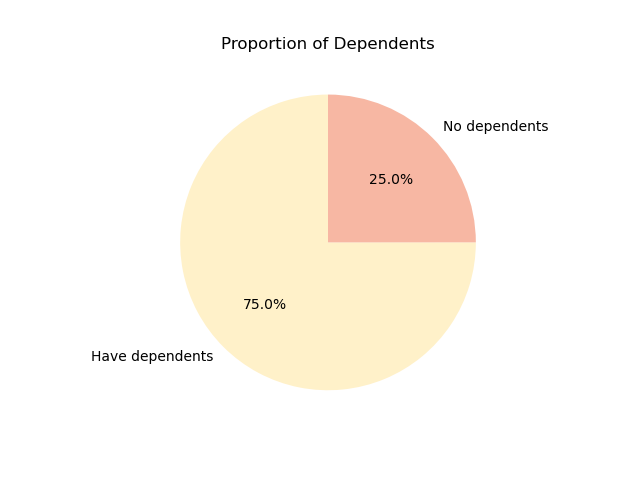 Proportion of Dependents
No dependents
25.0%
75.0%
Have dependents